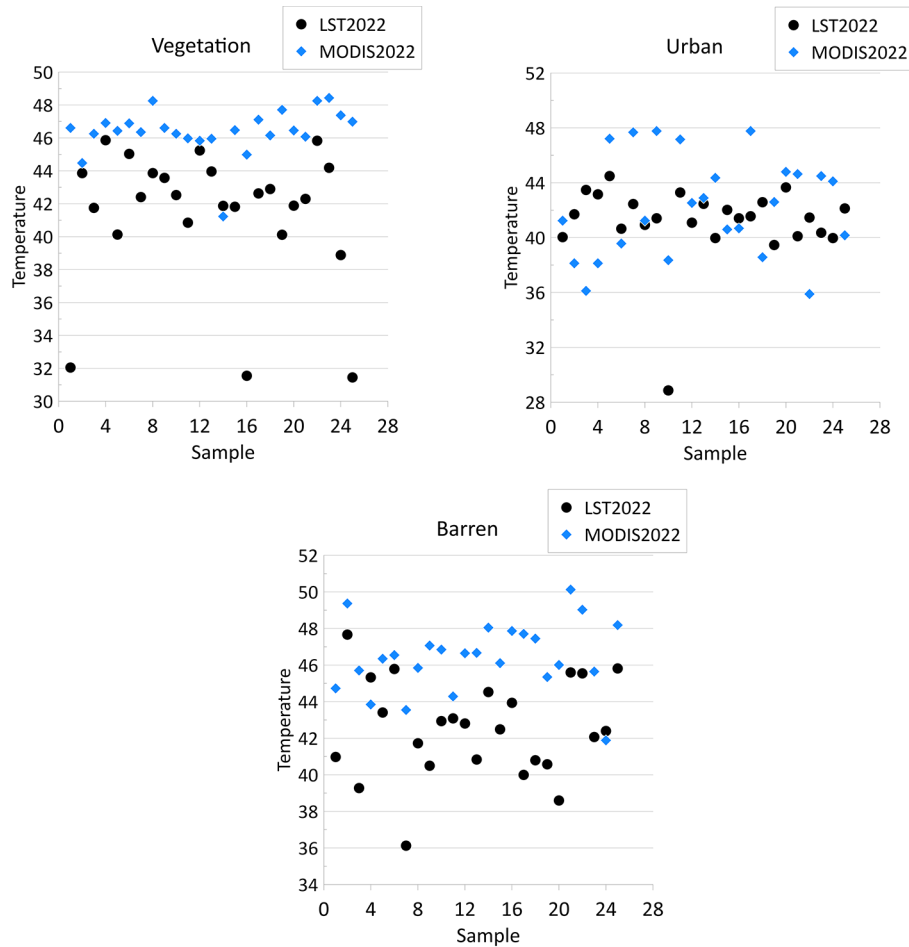 LST2022
MODIS2022
Vegetation
50
48
46
44
42
40
38
36
34
32
30
Temperature
0 4 8 12 16 20 24 28
Sample
LST2022
MODIS2022
Urban
52
48
44
40
36
32
28
Temperature
0 4 8 12 16 20 24 28
Sample
LST2022
MODIS2022
Barren
52
50
48
46
44
42
40
38
36
34
Temperature
0 4 8 12 16 20 24 28
Sample